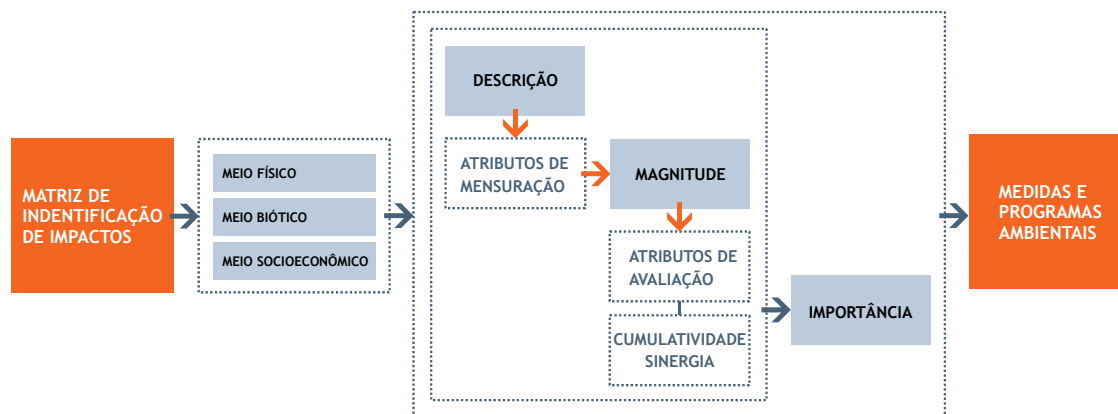 MATRIZ DE
INDENTIFICAÇÃO
DE IMPACTOS
MEIO FÍSICO
MEIO BIÓTICO
MEIO SOCIOECONÔMICO
DESCRIÇÃO
ATRIBUTOS DE
MENSURAÇÃO
MAGNITUDE
ATRIBUTOS DE
AVALIAÇÃO
CUMULATIVIDADE
SINERGIA
IMPORTÂNCIA
MEDIDAS E
PROGRAMAS
AMBIENTAIS